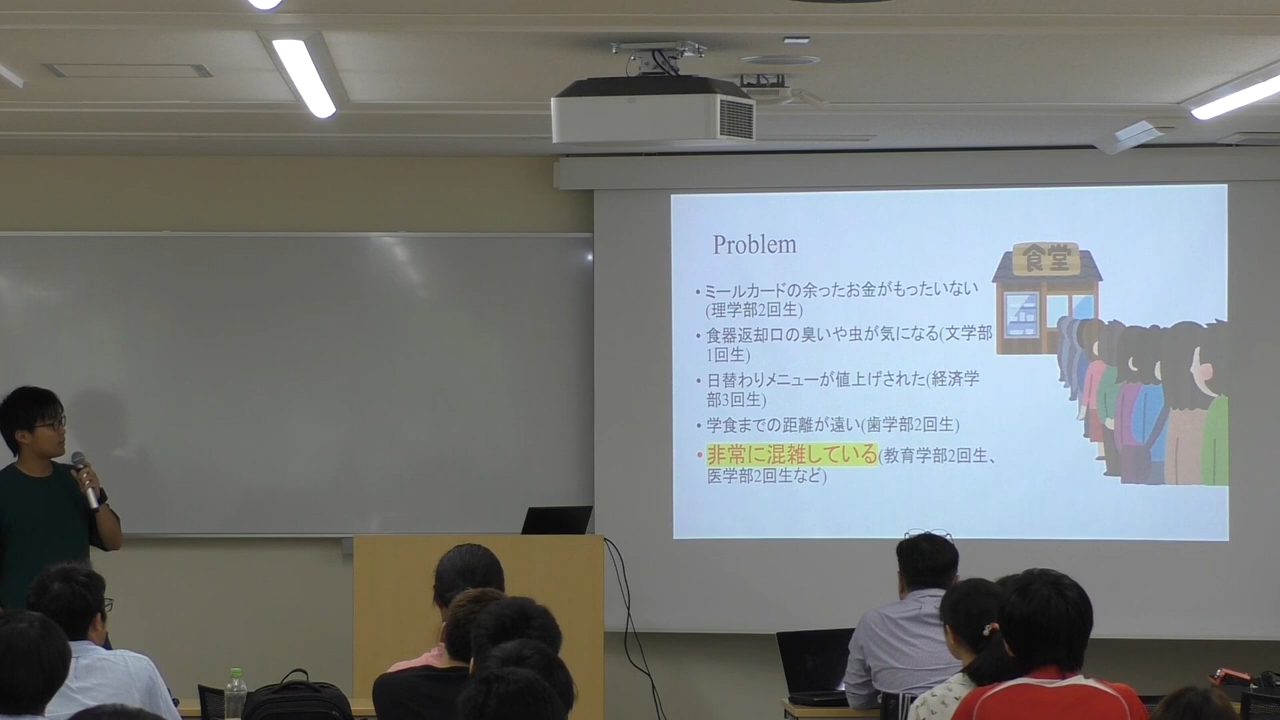 Problem
食堂
• ミールカードの余ったお金がもったいない
(理学部2回生)
• 食器返却口の臭いや虫が気になる(文学部
1回生)
• 日替わりメニューが値上げされた(経済学
部3回生)
• 学食までの距離が遠い(歯学部2回生)
• 非常に混雑している(教育学部2回生、
医学部2回生など)